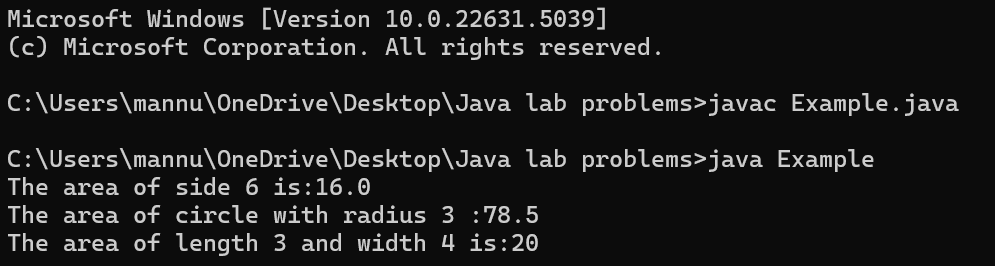 Microsoft Windows [Version 10.0.22631.5039]
(c) Microsoft Corporation. All rights reserved.
C:\Users\mannu\OneDrive\Desktop\Java lab problems>javac Example.java
C:\Users\mannu\OneDrive\Desktop\Java lab problems>java Example
The area of side 6 is:16.0
The area of circle with radius 3 :78.5
The area of length 3 and width 4 is:20